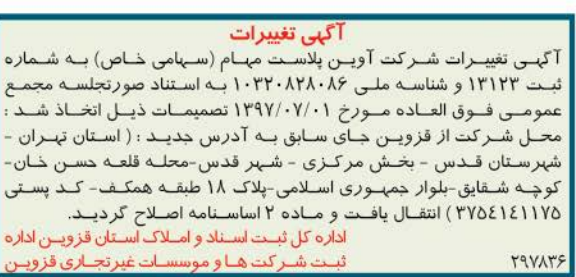 آگهی تغییرات
آگهی تغییرات شرکت آوین پلاست مهام (سهامی خاص) به شماره
ثبت ۱۳۱۲۳ و شناسه ملی ۱۰۳۲۰۸۲۸۰۸۶ به استناد صورتجلسه مجمع
عمومی فوق العاده مورخ ۱۳۹۷/۰۷/۰۱ تصمیمات ذیل اتخاذ شد :
محل شرکت از قزوین جای سابق به آدرس جدید : ( استان تهران -
شهرستان قدس - بخش مرکزی - شهر قدس-محله قلعه حسن خان-
کوچه شقایق-بلوار جمهوری اسلامی-پلاک ۱۸ طبقه همکف- کد پستی
۳۷۵۴۱۴۱۱۷۵ ) انتقال یافت و ماده ۲ اساسنامه اصلاح گردید.
اداره کل ثبت اسناد و املاک استان قزوین اداره
ثبت شرکت ها و موسسات غیرتجاری قزوین
۲۹۷۸۳۶